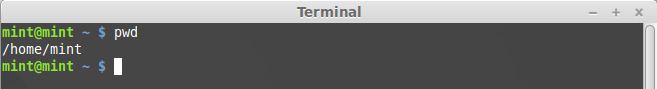 Terminal
mint@mint ~ $ pwd
/home/mint
mint@mint ~ $